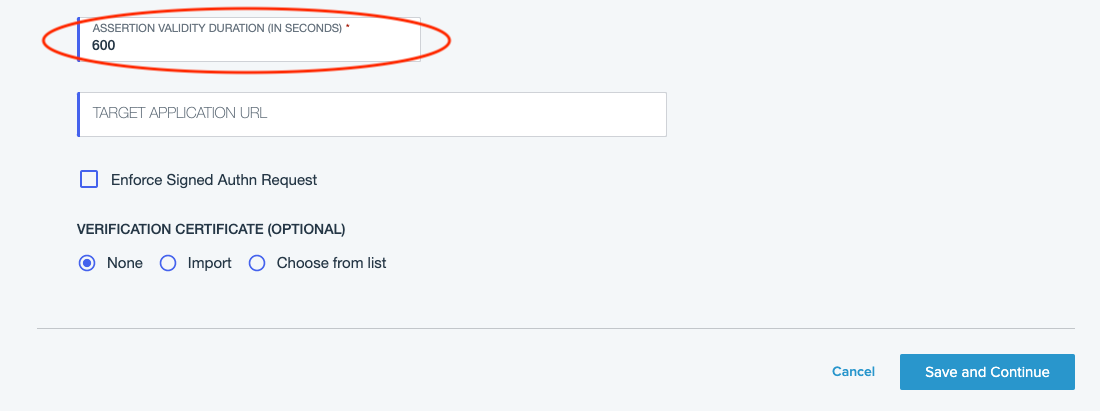 ASSERTION VALIDITY DURATION (IN SECONDS) *
600
TARGET APPLICATION URL
Enforce Signed Authn Request
VERIFICATION CERTIFICATE (OPTIONAL)
None Import Choose from list
Cancel Save and Continue